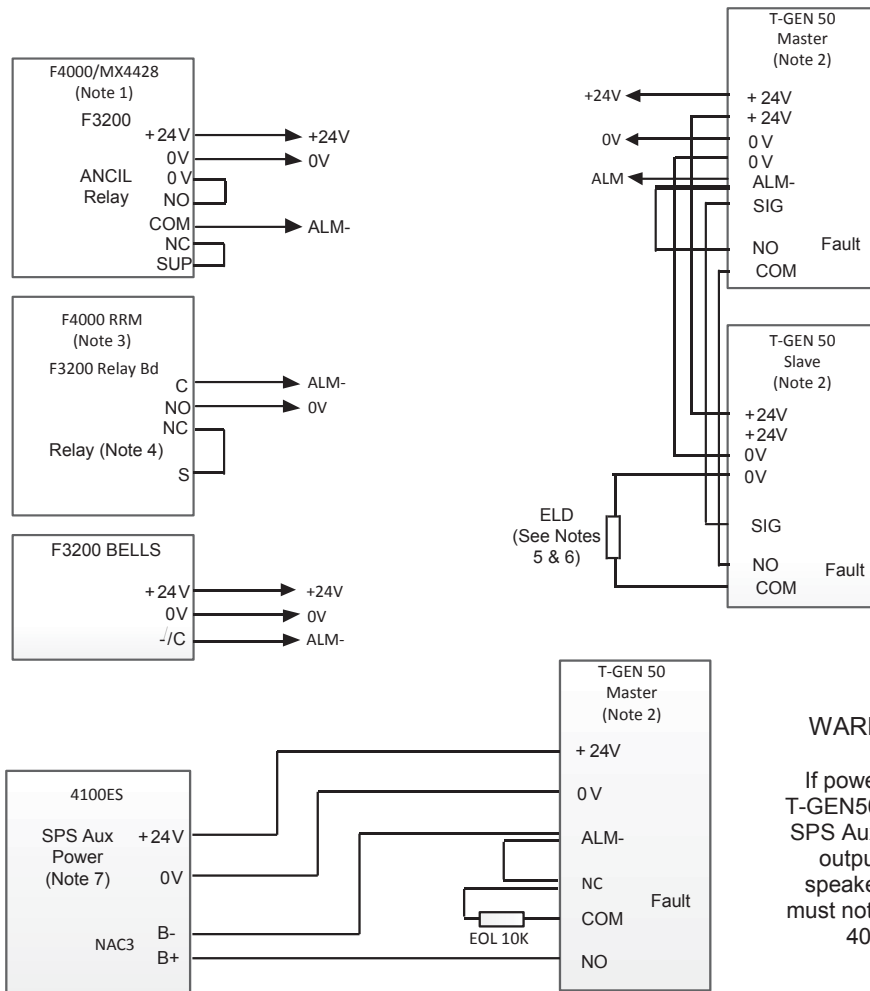 F4000/MX4428
(Note 1)
F3200
+24V
0V
ANCIL
Relay
0 V
NO
COM
NC
SUP
+24V
0V
ALM-
F4000 RRM
(Note 3)
F3200 Relay Bd
C
NO
NC
Relay (Note 4)
S
ALM-
0V
F3200 BELLS
+24V
0V
-/C
+24V
0V
ALM-
T-GEN 50
Master
(Note 2)
+24V
0V
ALM
+ 24V
+ 24V
0 V
0 V
ALM-
SIG
NO
Fault
COM
T-GEN 50
Slave
(Note 2)
+24V
+24V
0V
0V
SIG
NO
Fault
COM
ELD
(See Notes
5 & 6)
4100ES
SPS Aux
Power
(Note 7)
+24V
0V
NAC3
B-
B+
T-GEN 50
Master
(Note 2)
+ 24V
0 V
ALM-
NC
COM
Fault
NO
EOL 10K
If powe
T-GEN50
SPS Aux
outpu
speake
must not
40